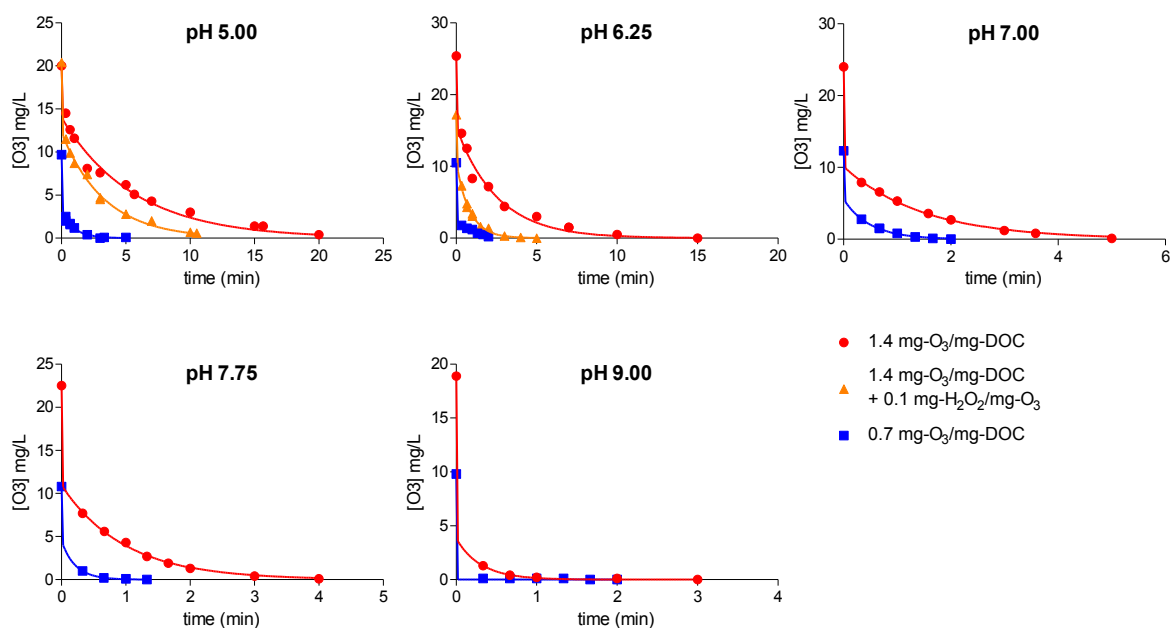 pH 5.00
25
20
15
10
5
0
[O3] mg/L
0 5 10 15 20 25
time (min)
pH 6.25
30
20
10
0
[O3] mg/L
0 5 10 15 20
time (min)
pH 7.00
30
20
10
0
[O3] mg/L
0 2 4 6
time (min)
pH 7.75
25
20
15
10
5
0
[O3] mg/L
0 1 2 3 4 5
time (min)
pH 9.00
20
15
10
5
0
[O3] mg/L
0 1 2 3 4
time (min)
1.4 mg-O₃/mg-DOC
1.4 mg-O₃/mg-DOC
+ 0.1 mg-H₂O₂/mg-O₃
0.7 mg-O₃/mg-DOC